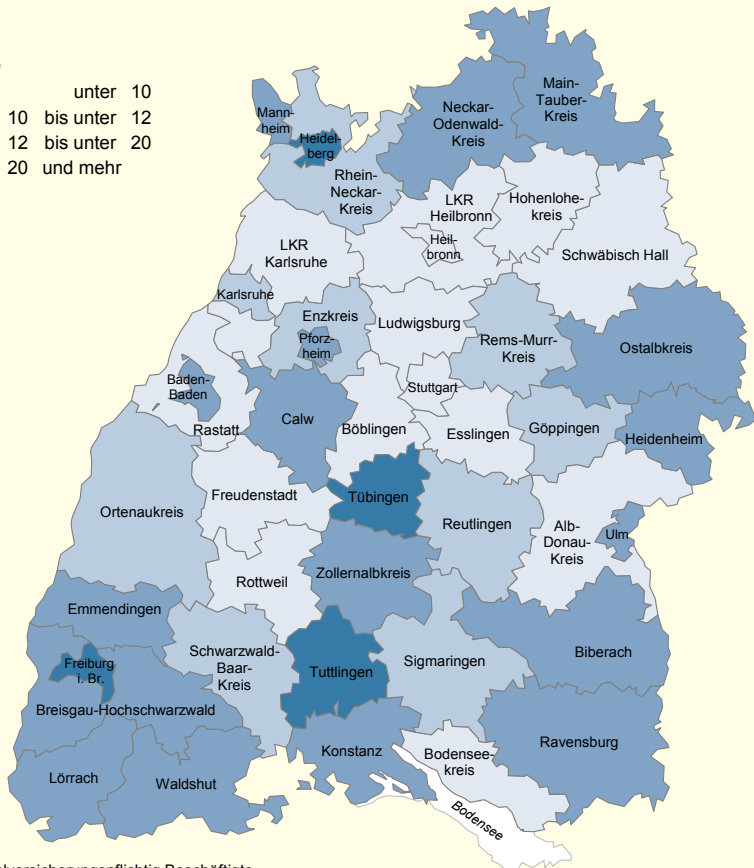 unter 10
10 bis unter 12
12 bis unter 20
20 und mehr
Main-
Tauber-
Kreis
Neckar-
Odenwald-
Kreis
Mann-
heim
Heidel-
berg
Rhein-
Neckar-
Kreis
LKR
Heilbronn
Hohenlohe-
kreis
Heil-
bronn
LKR
Karlsruhe
Schwäbisch Hall
Karlsruhe
Enzkreis
Ludwigsburg
Pforz-
heim
Rems-Murr-
Kreis
Ostalbkreis
Baden-
Baden
Stuttgart
Calw
Rastatt
Böblingen
Esslingen
Göppingen
Heidenheim
Freudenstadt
Tübingen
Ortenaukreis
Reutlingen
Alb-
Donau-
Kreis
Ulm
Rottweil
Zollernalbkreis
Emmendingen
Schwarzwald-
Baar-
Kreis
Freiburg
i. Br.
Tuttlingen
Sigmaringen
Biberach
Breisgau-Hochschwarzwald
Konstanz
Bodensee-
kreis
Ravensburg
Lörrach
Waldshut
Bodensee